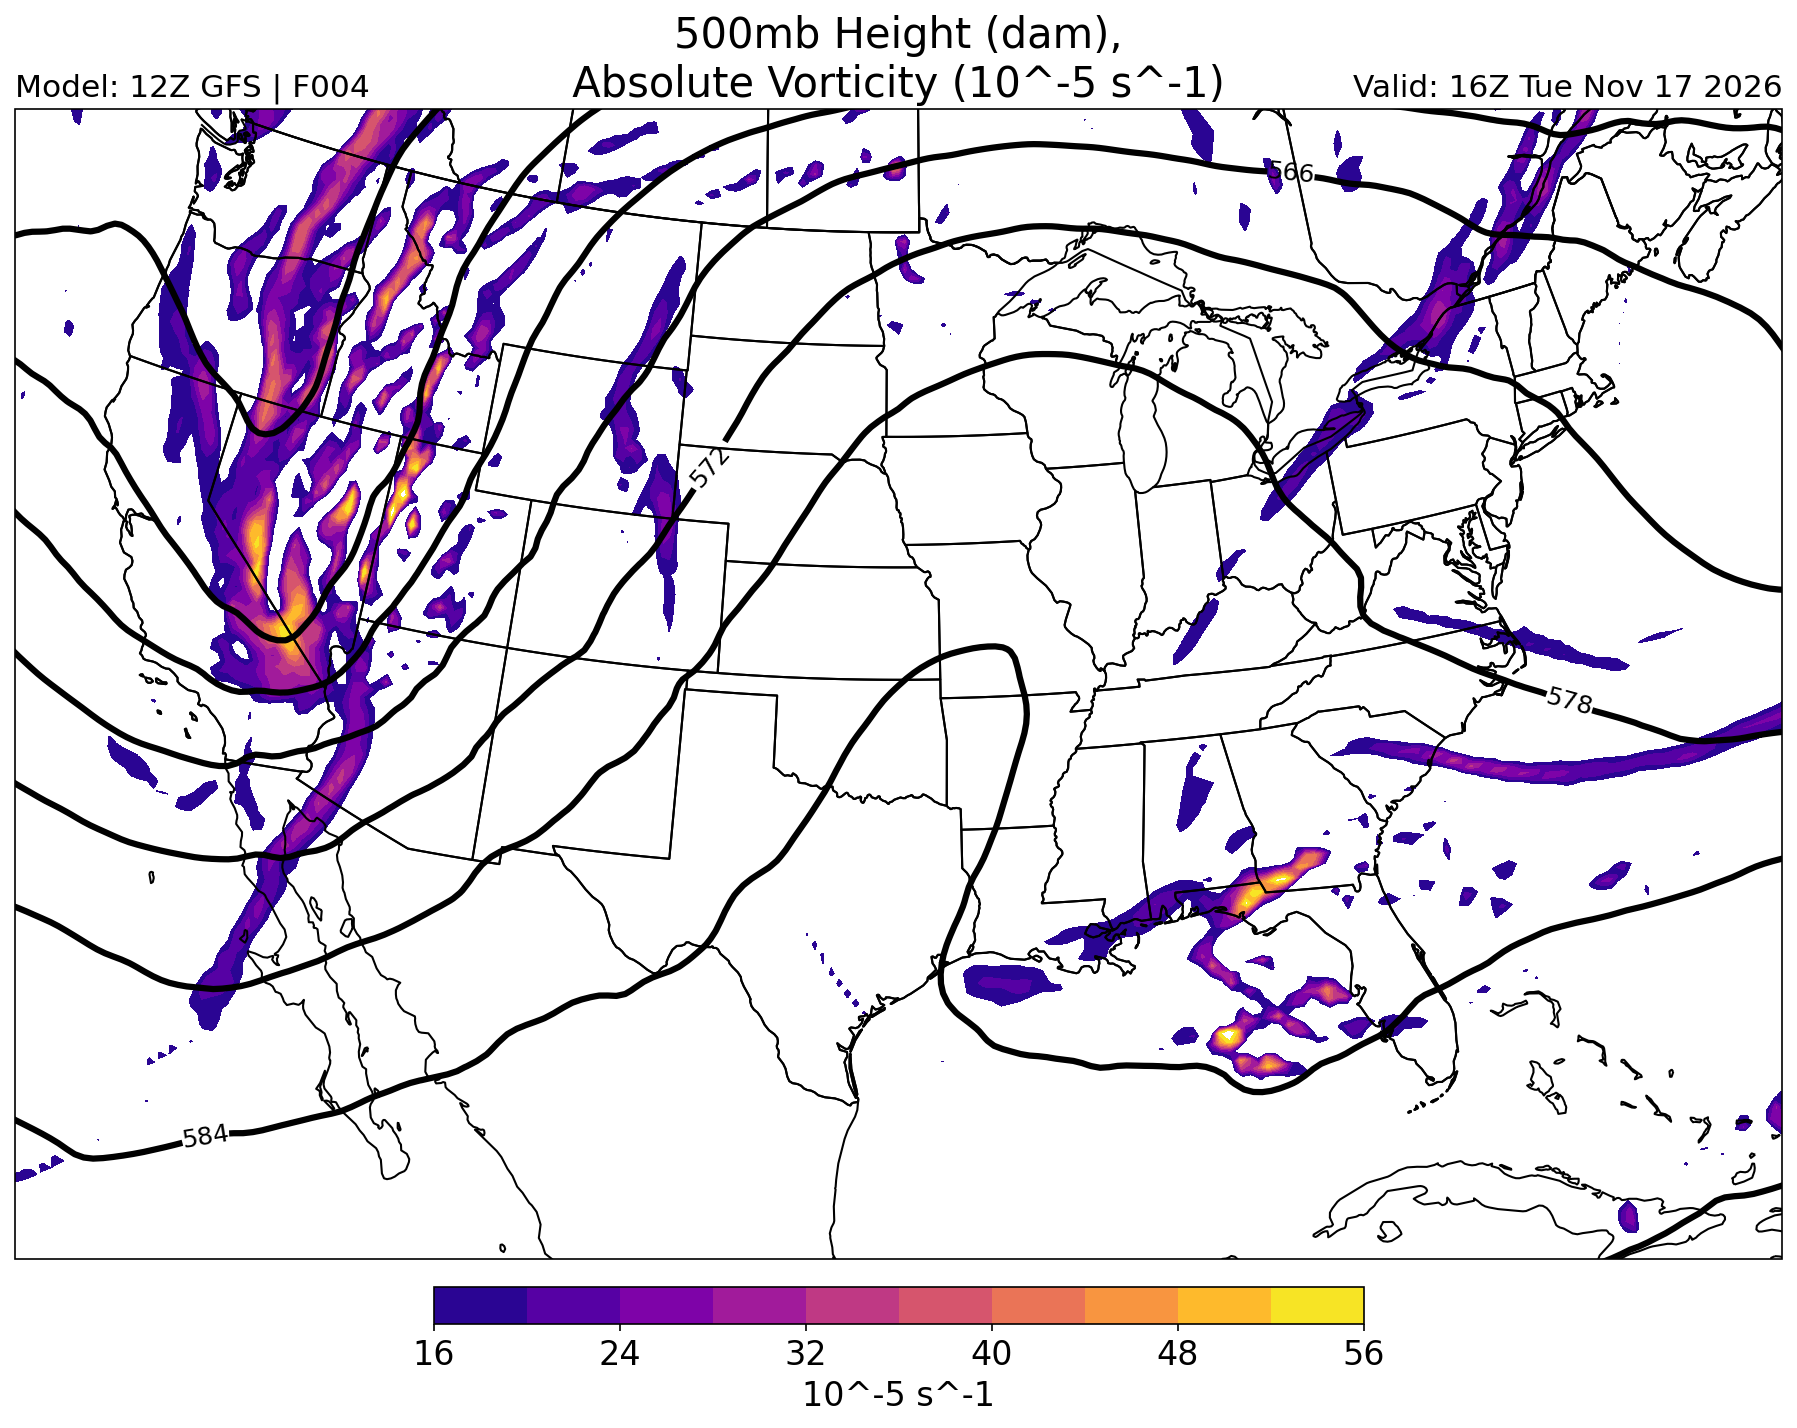 500mb Height (dam),
Model: 12Z GFS | F004
Absolute Vorticity (10^-5 s^-1)
Valid: 16Z Tue Nov 17 2026
566
572
578
584
16 24 32 40 48 56
10^-5 s^-1